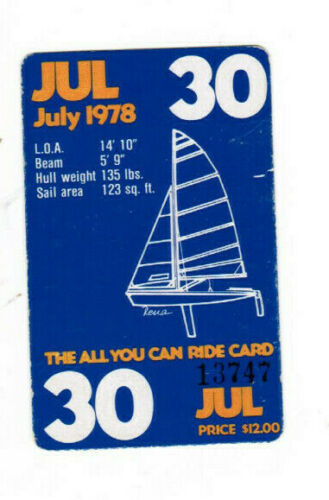 JUL 30
July 1978
L.O.A. 14' 10"
Beam 5' 9"
Hull weight 135 lbs.
Sail area 123 sq. ft.
Rena
THE ALL YOU CAN RIDE CARD
13747
30 JUL
PRICE $12.00